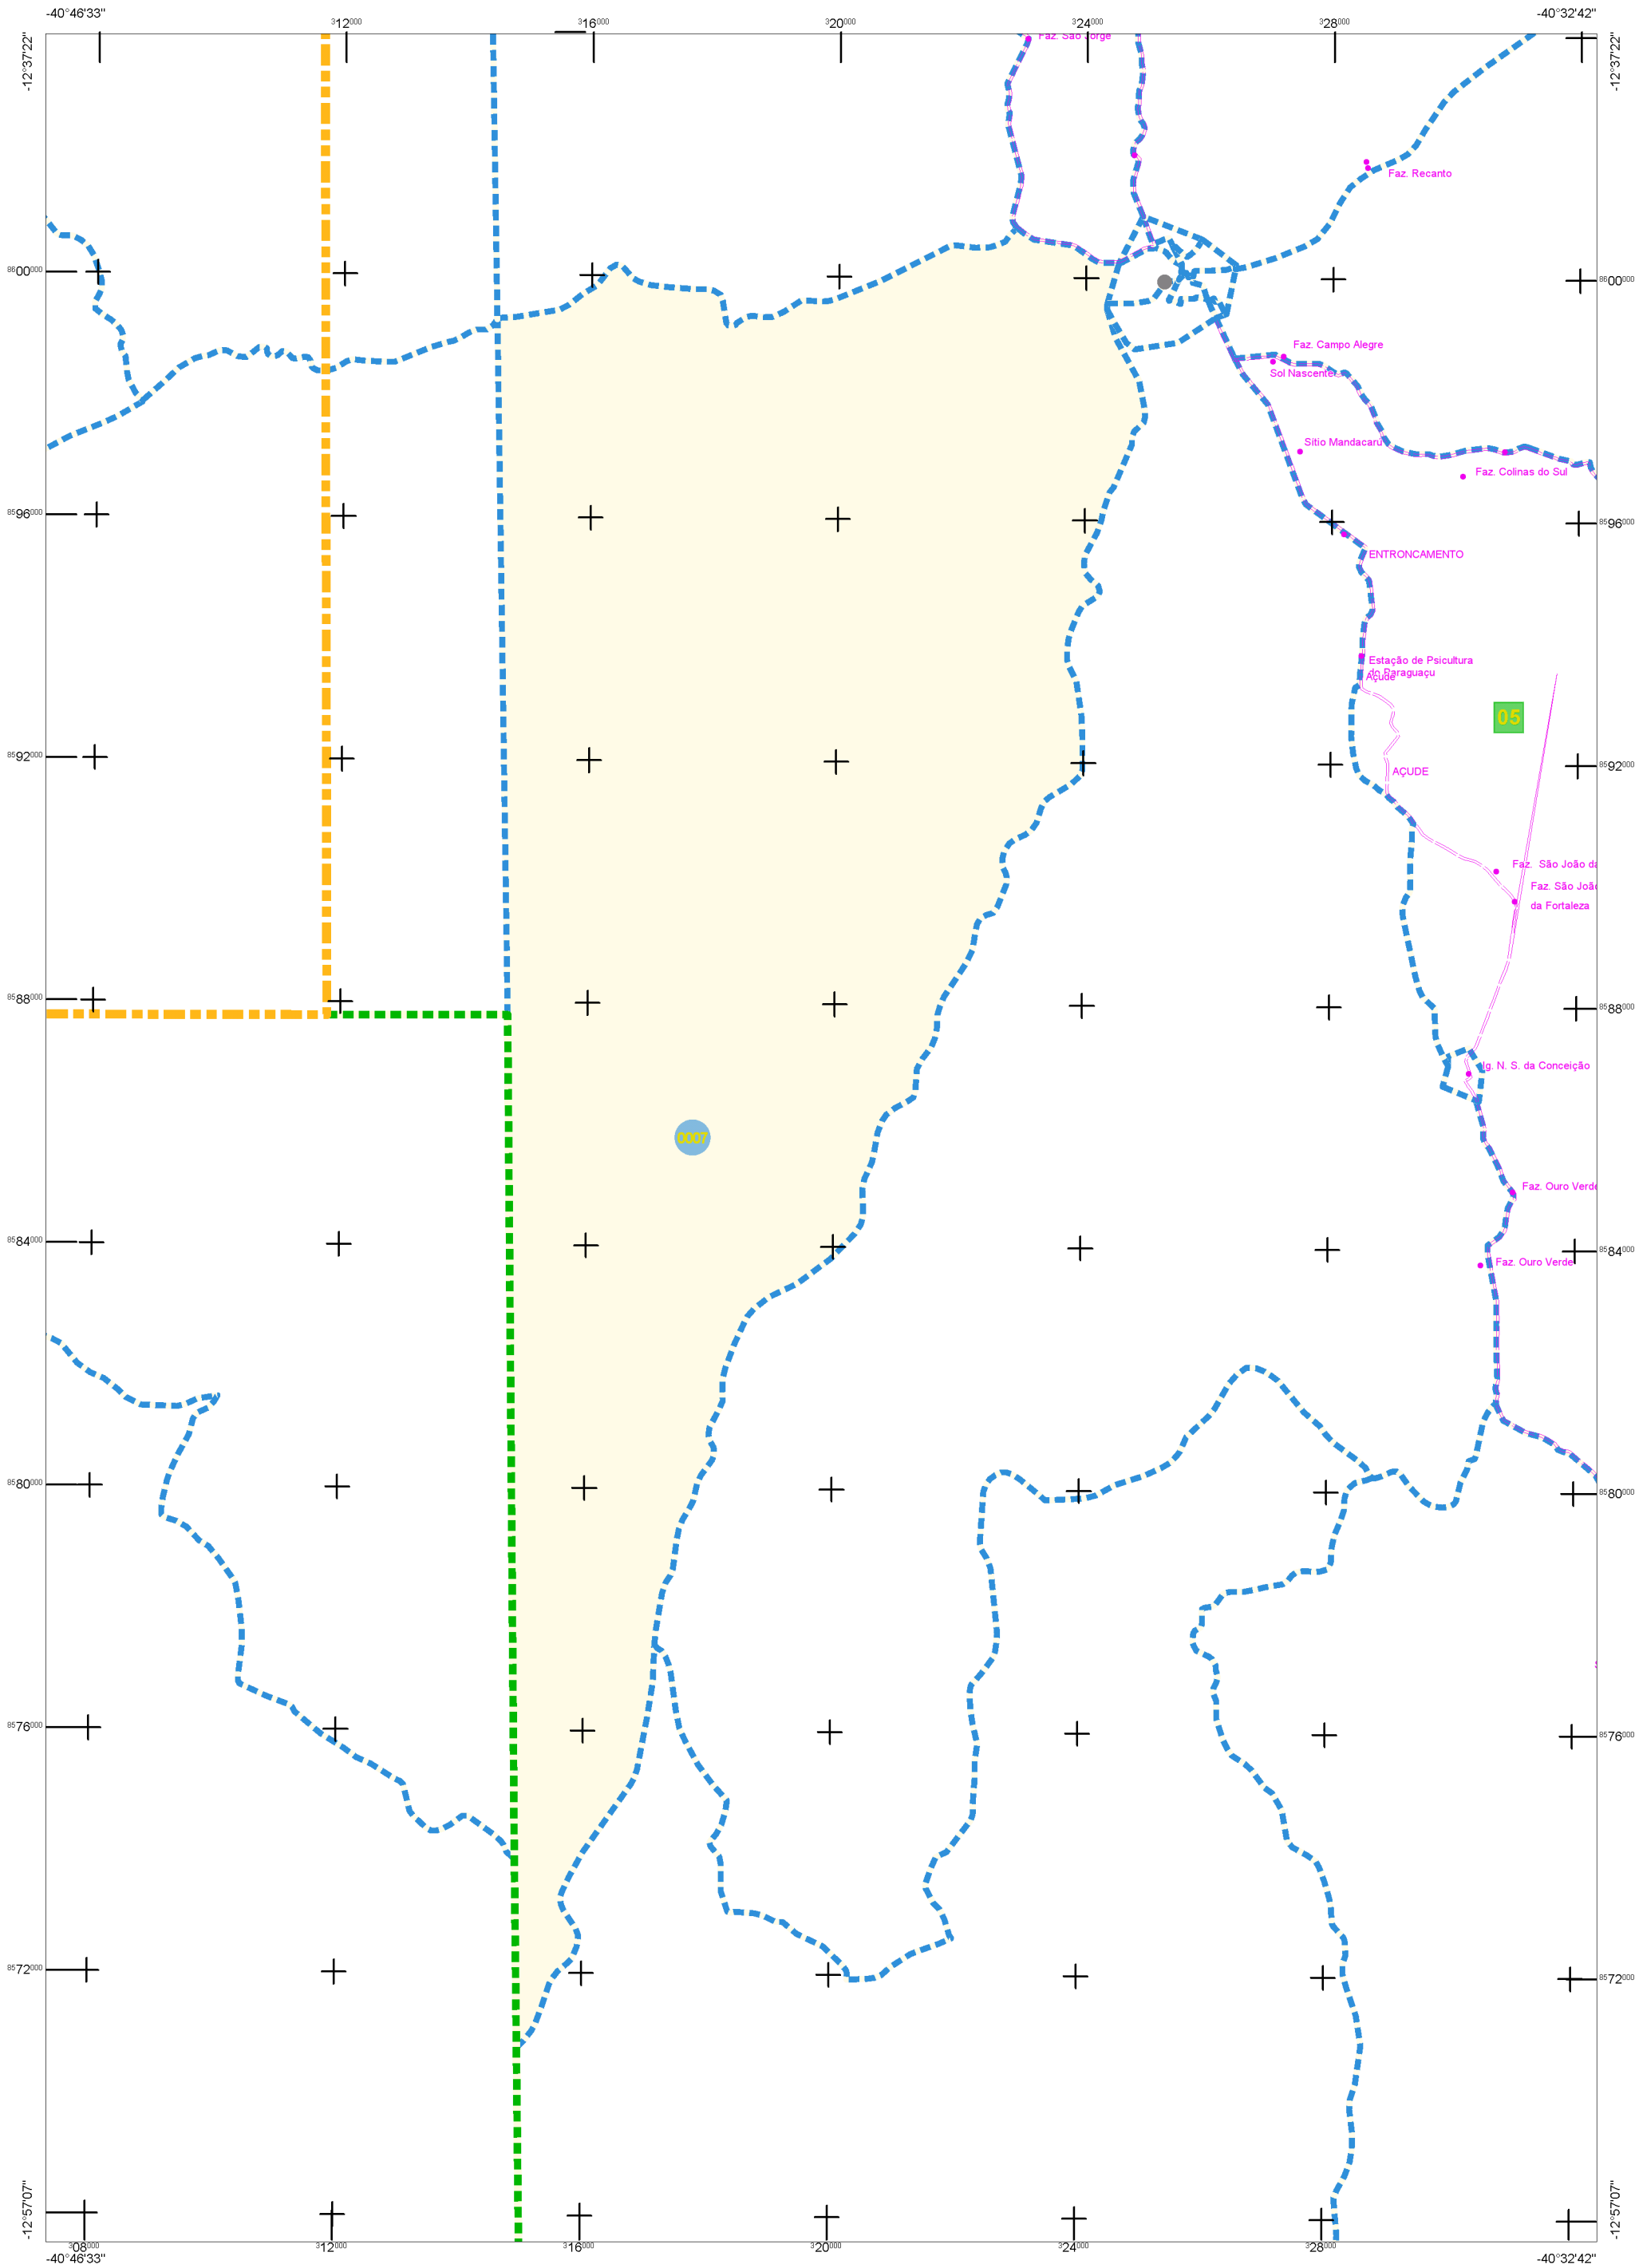 -40°46'33"
-40°32'42"
312000
316000
320000
324000
328000
-12°37'22"
-12°37'22"
Faz. São Jorge
Faz. Recanto
8600000
8600000
Faz. Campo Alegre
Sol Nascente
Sítio Mandacaru
Faz. Colinas do Sul
8596000
8596000
ENTRONCAMENTO
Estação de Psicultura
do Paraguaçu
Açude
05
8592000
8592000
AÇUDE
Faz. São João da
Faz. São João
da Fortaleza
8588000
8588000
Ig. N. S. da Conceição
0007
Faz. Ouro Verde
8584000
8584000
Faz. Ouro Verde
8580000
8580000
8576000
8576000
8572000
8572000
-12°57'07"
-12°57'07"
308000
312000
316000
320000
324000
328000
-40°46'33"
-40°32'42"